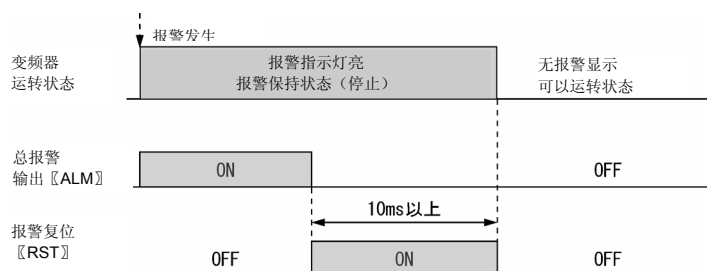 报警发生
变频器
运转状态
报警指示灯亮
报警保持状态（停止）
无报警显示
可以运转状态
总报警
输出〖ALM〗
ON
OFF
10ms以上
报警复位
〖RST〗
OFF
ON
OFF